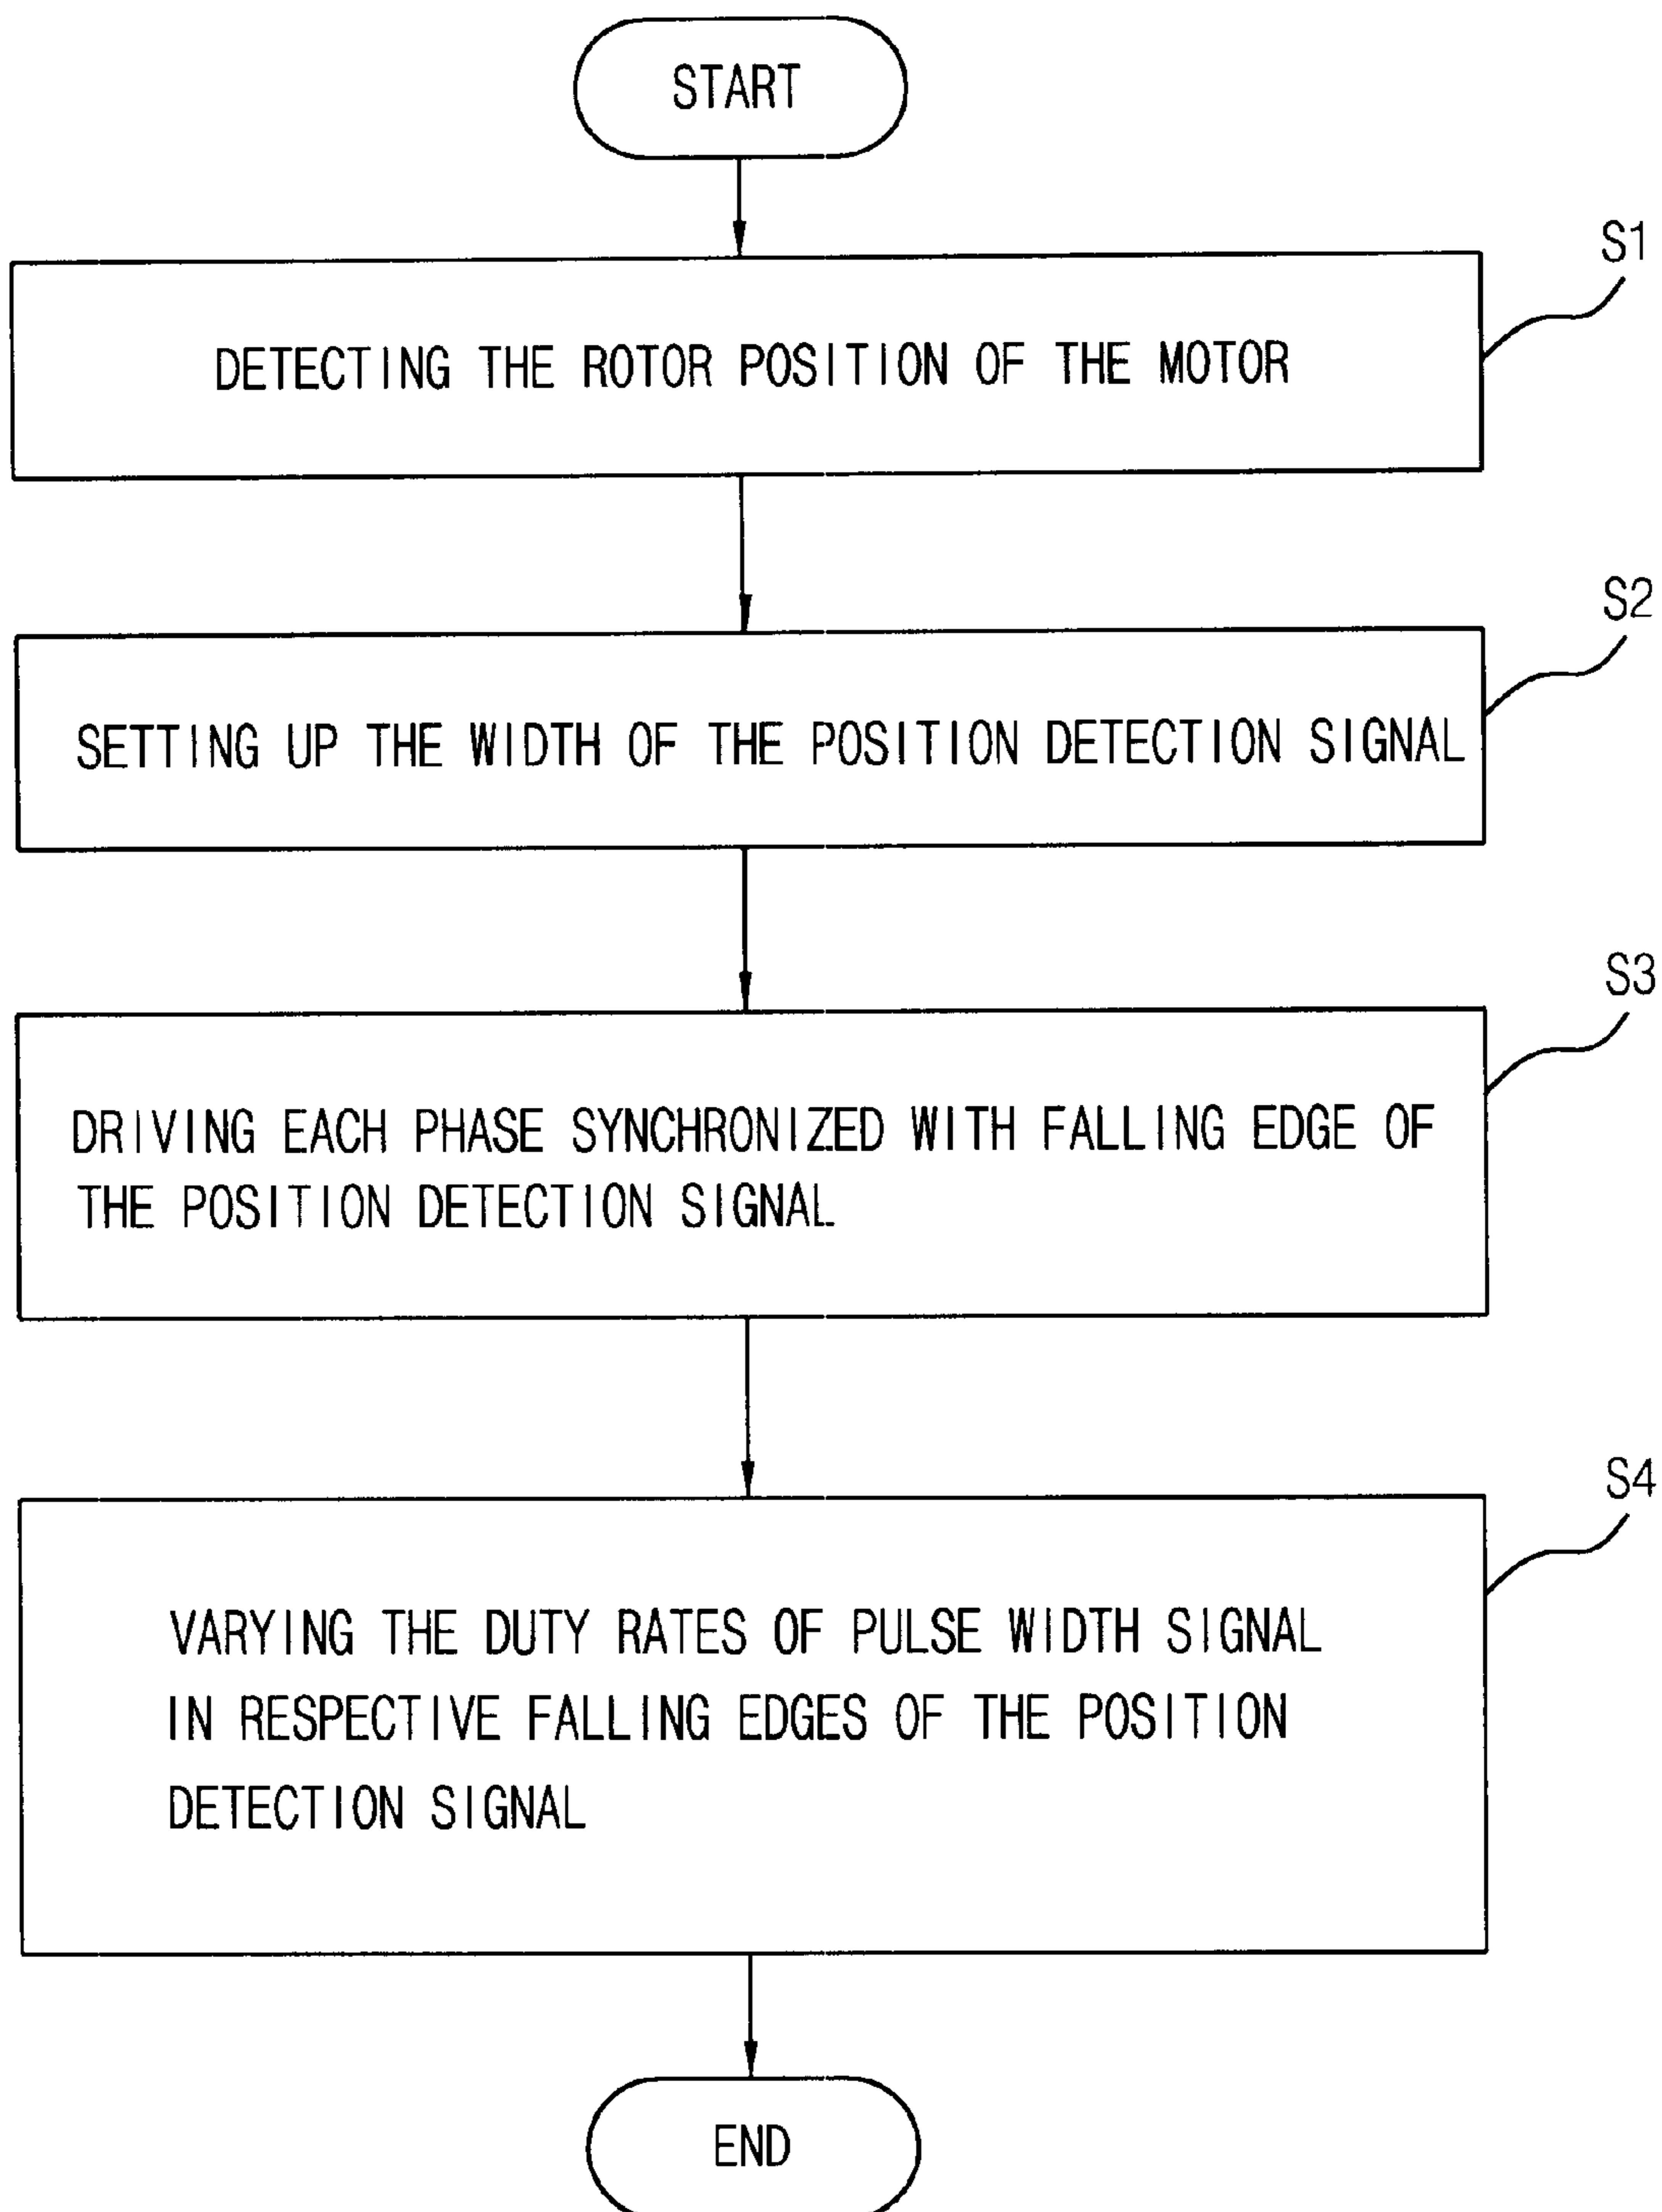 START
S1
DETECTING THE ROTOR POSITION OF THE MOTOR
S2
SETTING UP THE WIDTH OF THE POSITION DETECTION SIGNAL
S3
DRIVING EACH PHASE SYNCHRONIZED WITH FALLING EDGE OF
THE POSITION DETECTION SIGNAL
S4
VARYING THE DUTY RATES OF PULSE WIDTH SIGNAL
IN RESPECTIVE FALLING EDGES OF THE POSITION
DETECTION SIGNAL
END